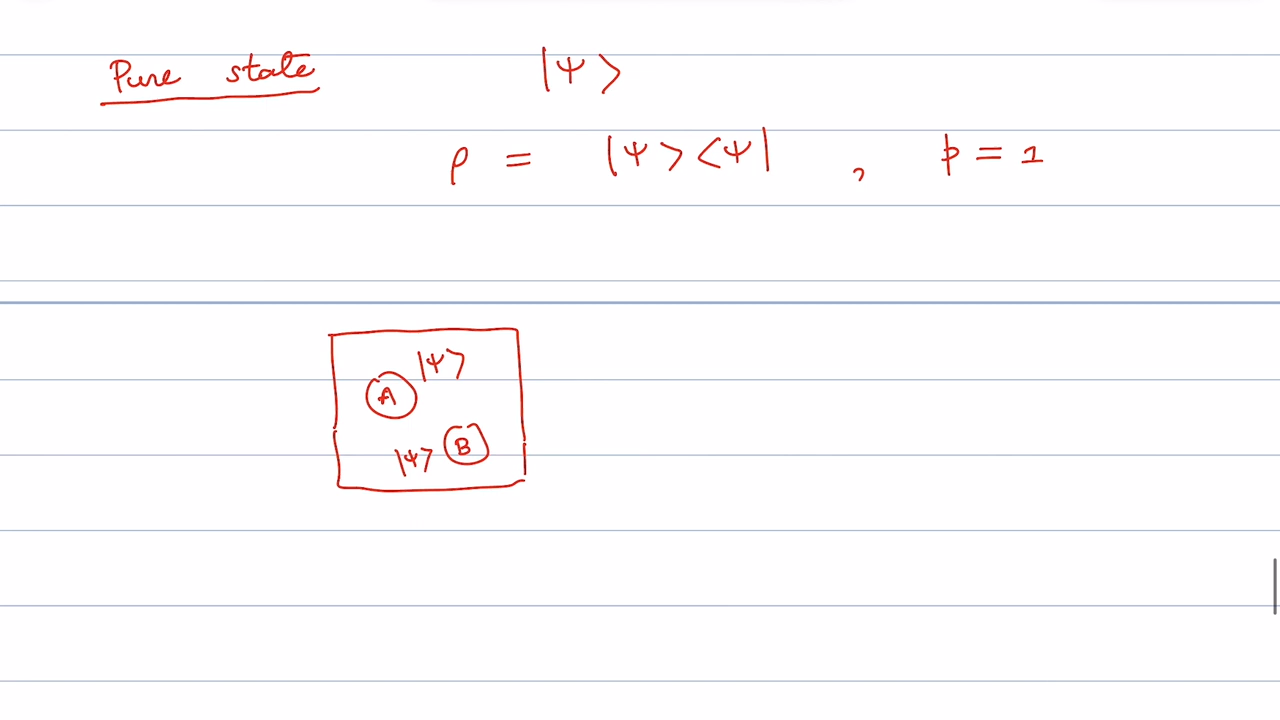 Pure state |Ψ>
ρ = |Ψ> <Ψ| , p = 1
|Ψ>
A
|Ψ> B